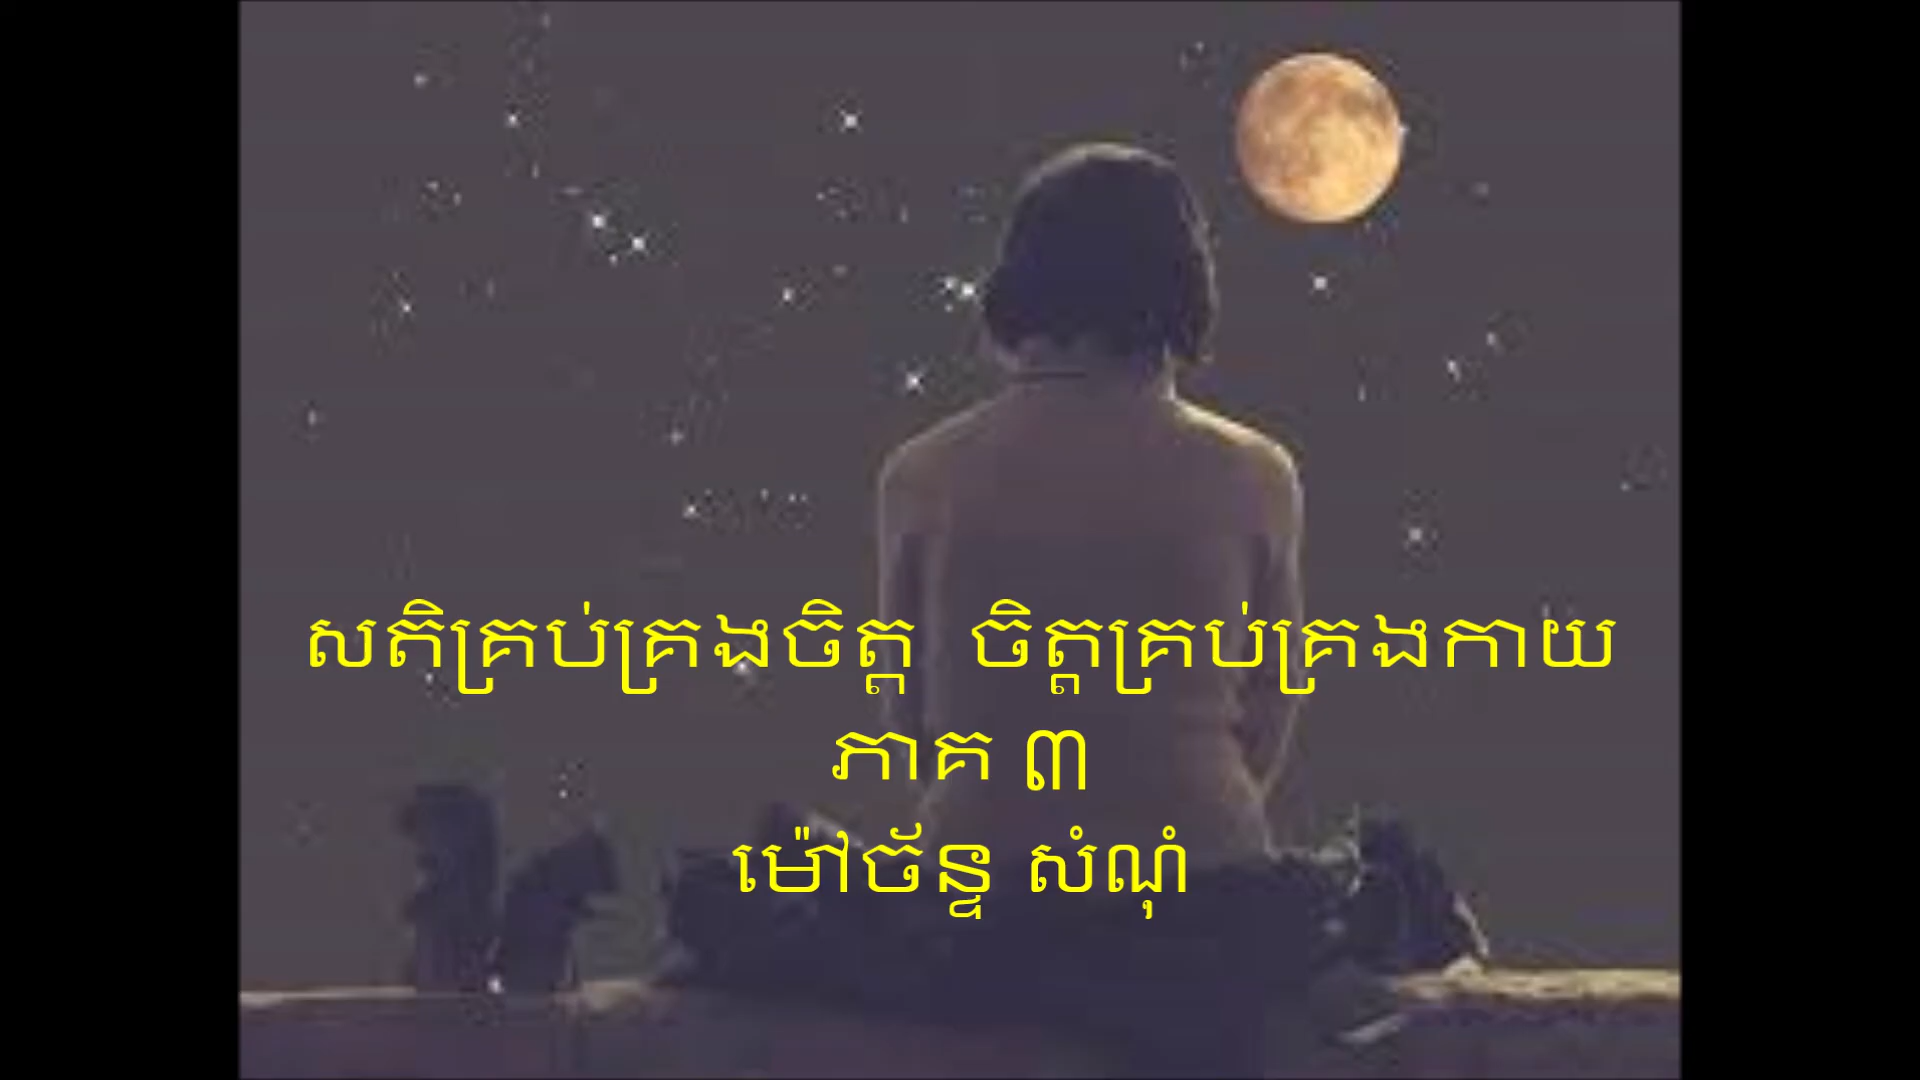 សតិគ្រប់គ្រងចិត្ត ចិត្តគ្រប់គ្រងកាយ
ភាគ ៣
ម៉ៅច័ន្ទ សំណុំ